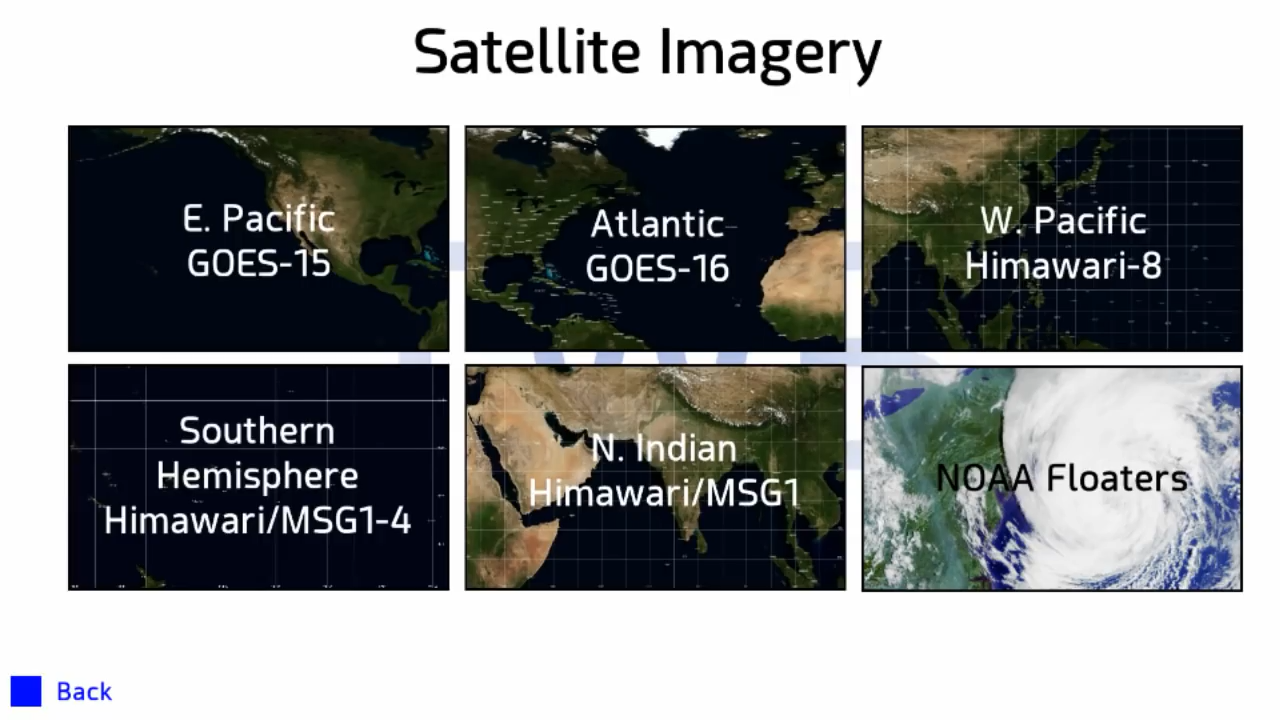 Satellite Imagery
E. Pacific
GOES-15
Atlantic
GOES-16
W. Pacific
Himawari-8
Southern
Hemisphere
Himawari/MSG1-4
N. Indian
Himawari/MSG1
NOAA Floaters
Back